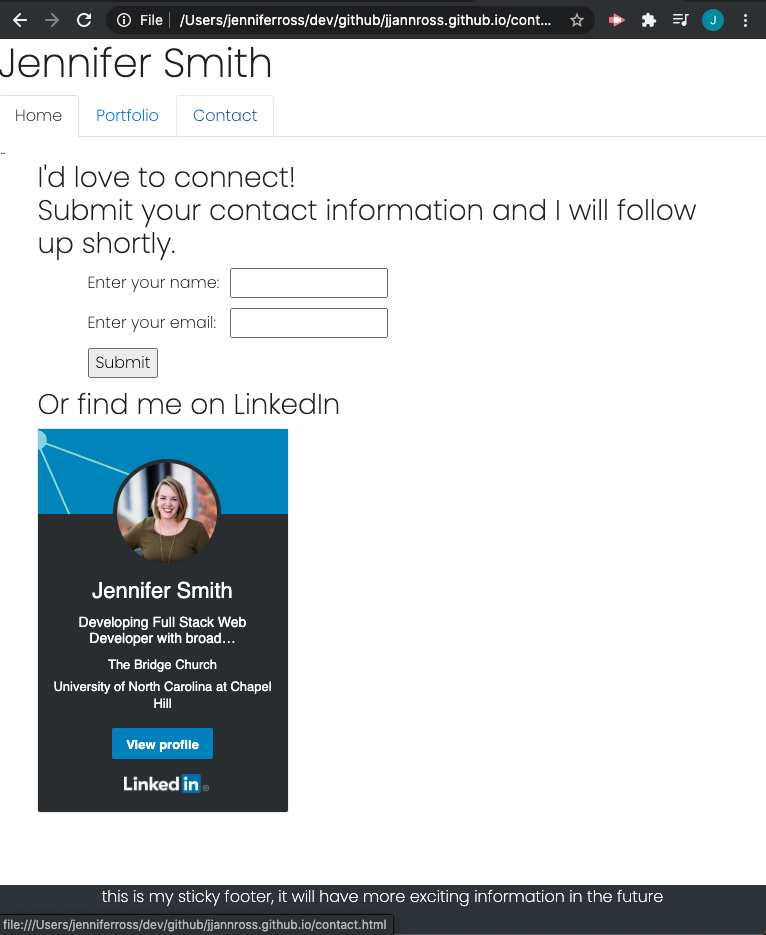 File /Users/jenniferross/dev/github/jjannross.github.io/cont...
J
Jennifer Smith
Home Portfolio Contact
..
I'd love to connect!
Submit your contact information and I will follow
up shortly.
Enter your name:
Enter your email:
Submit
Or find me on LinkedIn
Jennifer Smith
Developing Full Stack Web
Developer with broad…
The Bridge Church
University of North Carolina at Chapel
Hill
View profile
Linked in ®
this is my sticky footer, it will have more exciting information in the future
file:///Users/jenniferross/dev/github/jjannross.github.io/contact.html